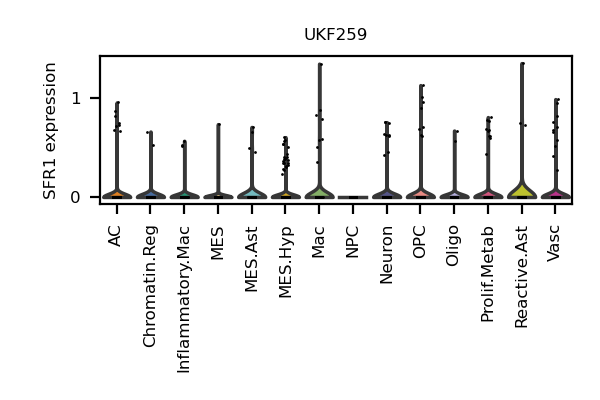 UKF259
SFR1 expression
1
0
AC
Chromatin.Reg
Inflammatory.Mac
MES
MES.Ast
MES.Hyp
Mac
NPC
Neuron
OPC
Oligo
Prolif.Metab
Reactive.Ast
Vasc